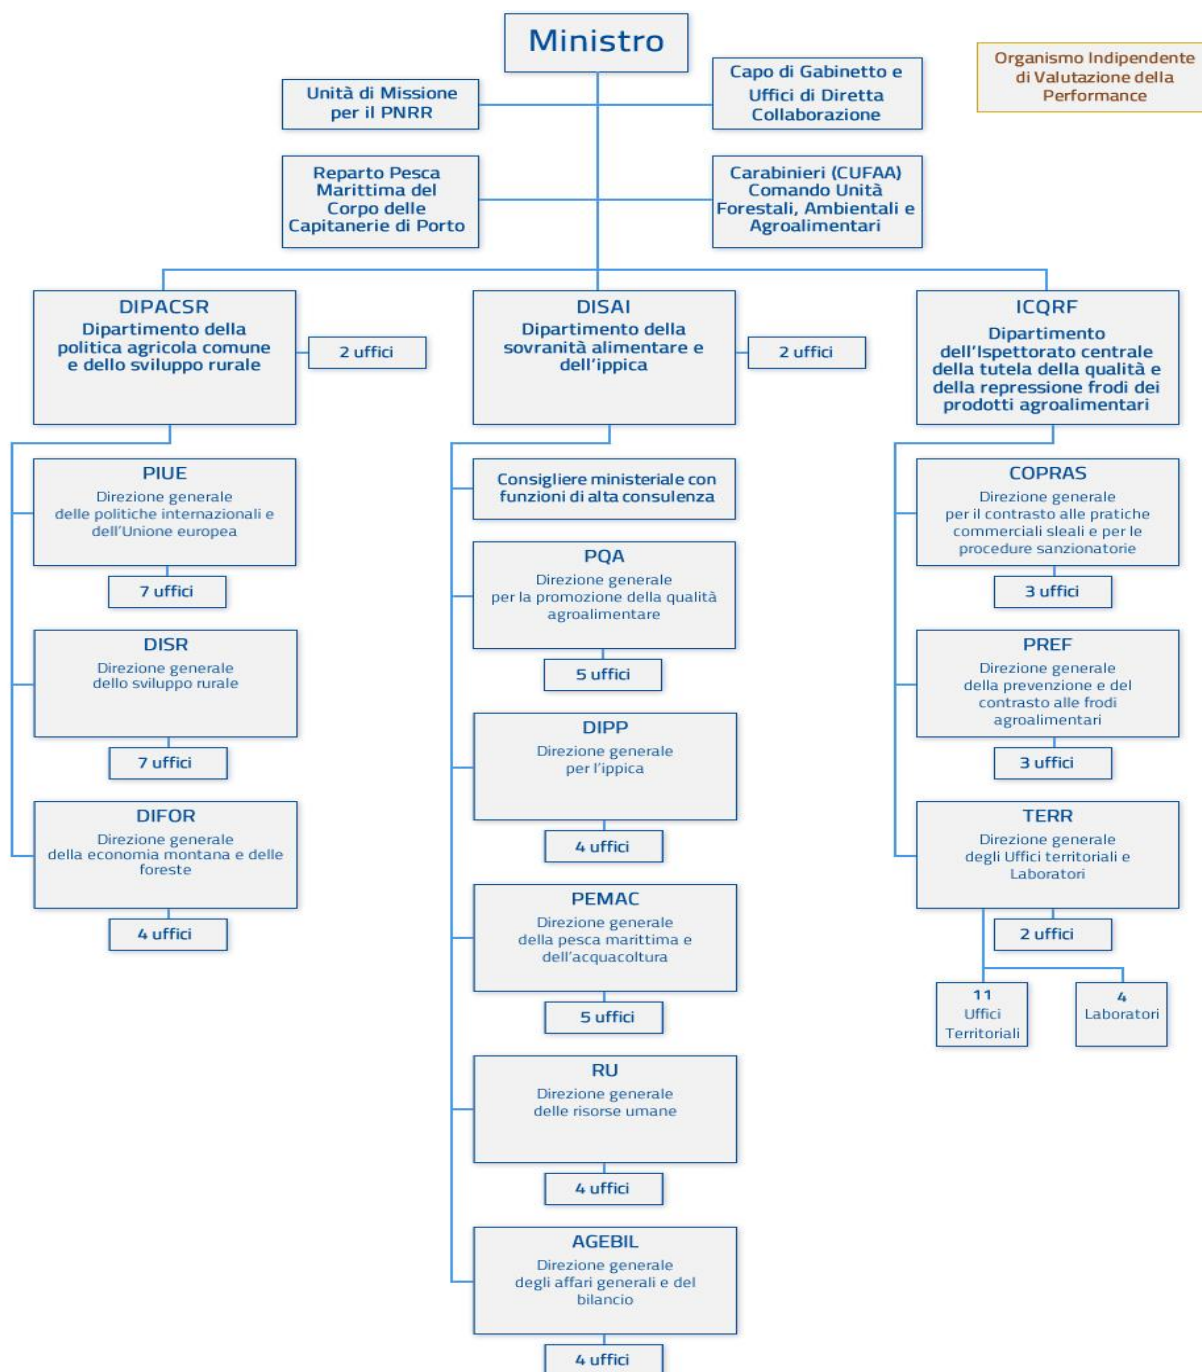 Ministro
Organismo Indipendente
di Valutazione della
Performance
Unità di Missione
per il PNRR
Capo di Gabinetto e
Uffici di Diretta
Collaborazione
Reparto Pesca
Marittima del
Corpo delle
Capitanerie di Porto
Carabinieri (CUFAA)
Comando Unità
Forestali, Ambientali e
Agroalimentari
DIPACSR
Dipartimento della
politica agricola comune
e dello sviluppo rurale
2 uffici
PIUE
Direzione generale
delle politiche internazionali e
dell'Unione europea
7 uffici
DISR
Direzione generale
dello sviluppo rurale
7 uffici
DIFOR
Direzione generale
della economia montana e delle
foreste
4 uffici
DISAI
Dipartimento della
sovranità alimentare e
dell'ippica
2 uffici
Consigliere ministeriale con
funzioni di alta consulenza
PQA
Direzione generale
per la promozione della qualità
agroalimentare
5 uffici
DIPP
Direzione generale
per l'ippica
4 uffici
PEMAC
Direzione generale
della pesca marittima e
dell'acquacoltura
5 uffici
RU
Direzione generale
delle risorse umane
4 uffici
AGEBIL
Direzione generale
degli affari generali e del
bilancio
4 uffici
ICQRF
Dipartimento
dell'Ispettorato centrale
della tutela della qualità e
della repressione frodi dei
prodotti agroalimentari
COPRAS
Direzione generale
per il contrasto alle pratiche
commerciali sleali e per le
procedure sanzionatorie
3 uffici
PREF
Direzione generale
della prevenzione e del
contrasto alle frodi
agroalimentari
3 uffici
TERR
Direzione generale
degli Uffici territoriali e
Laboratori
2 uffici
11
Uffici
Territoriali
4
Laboratori